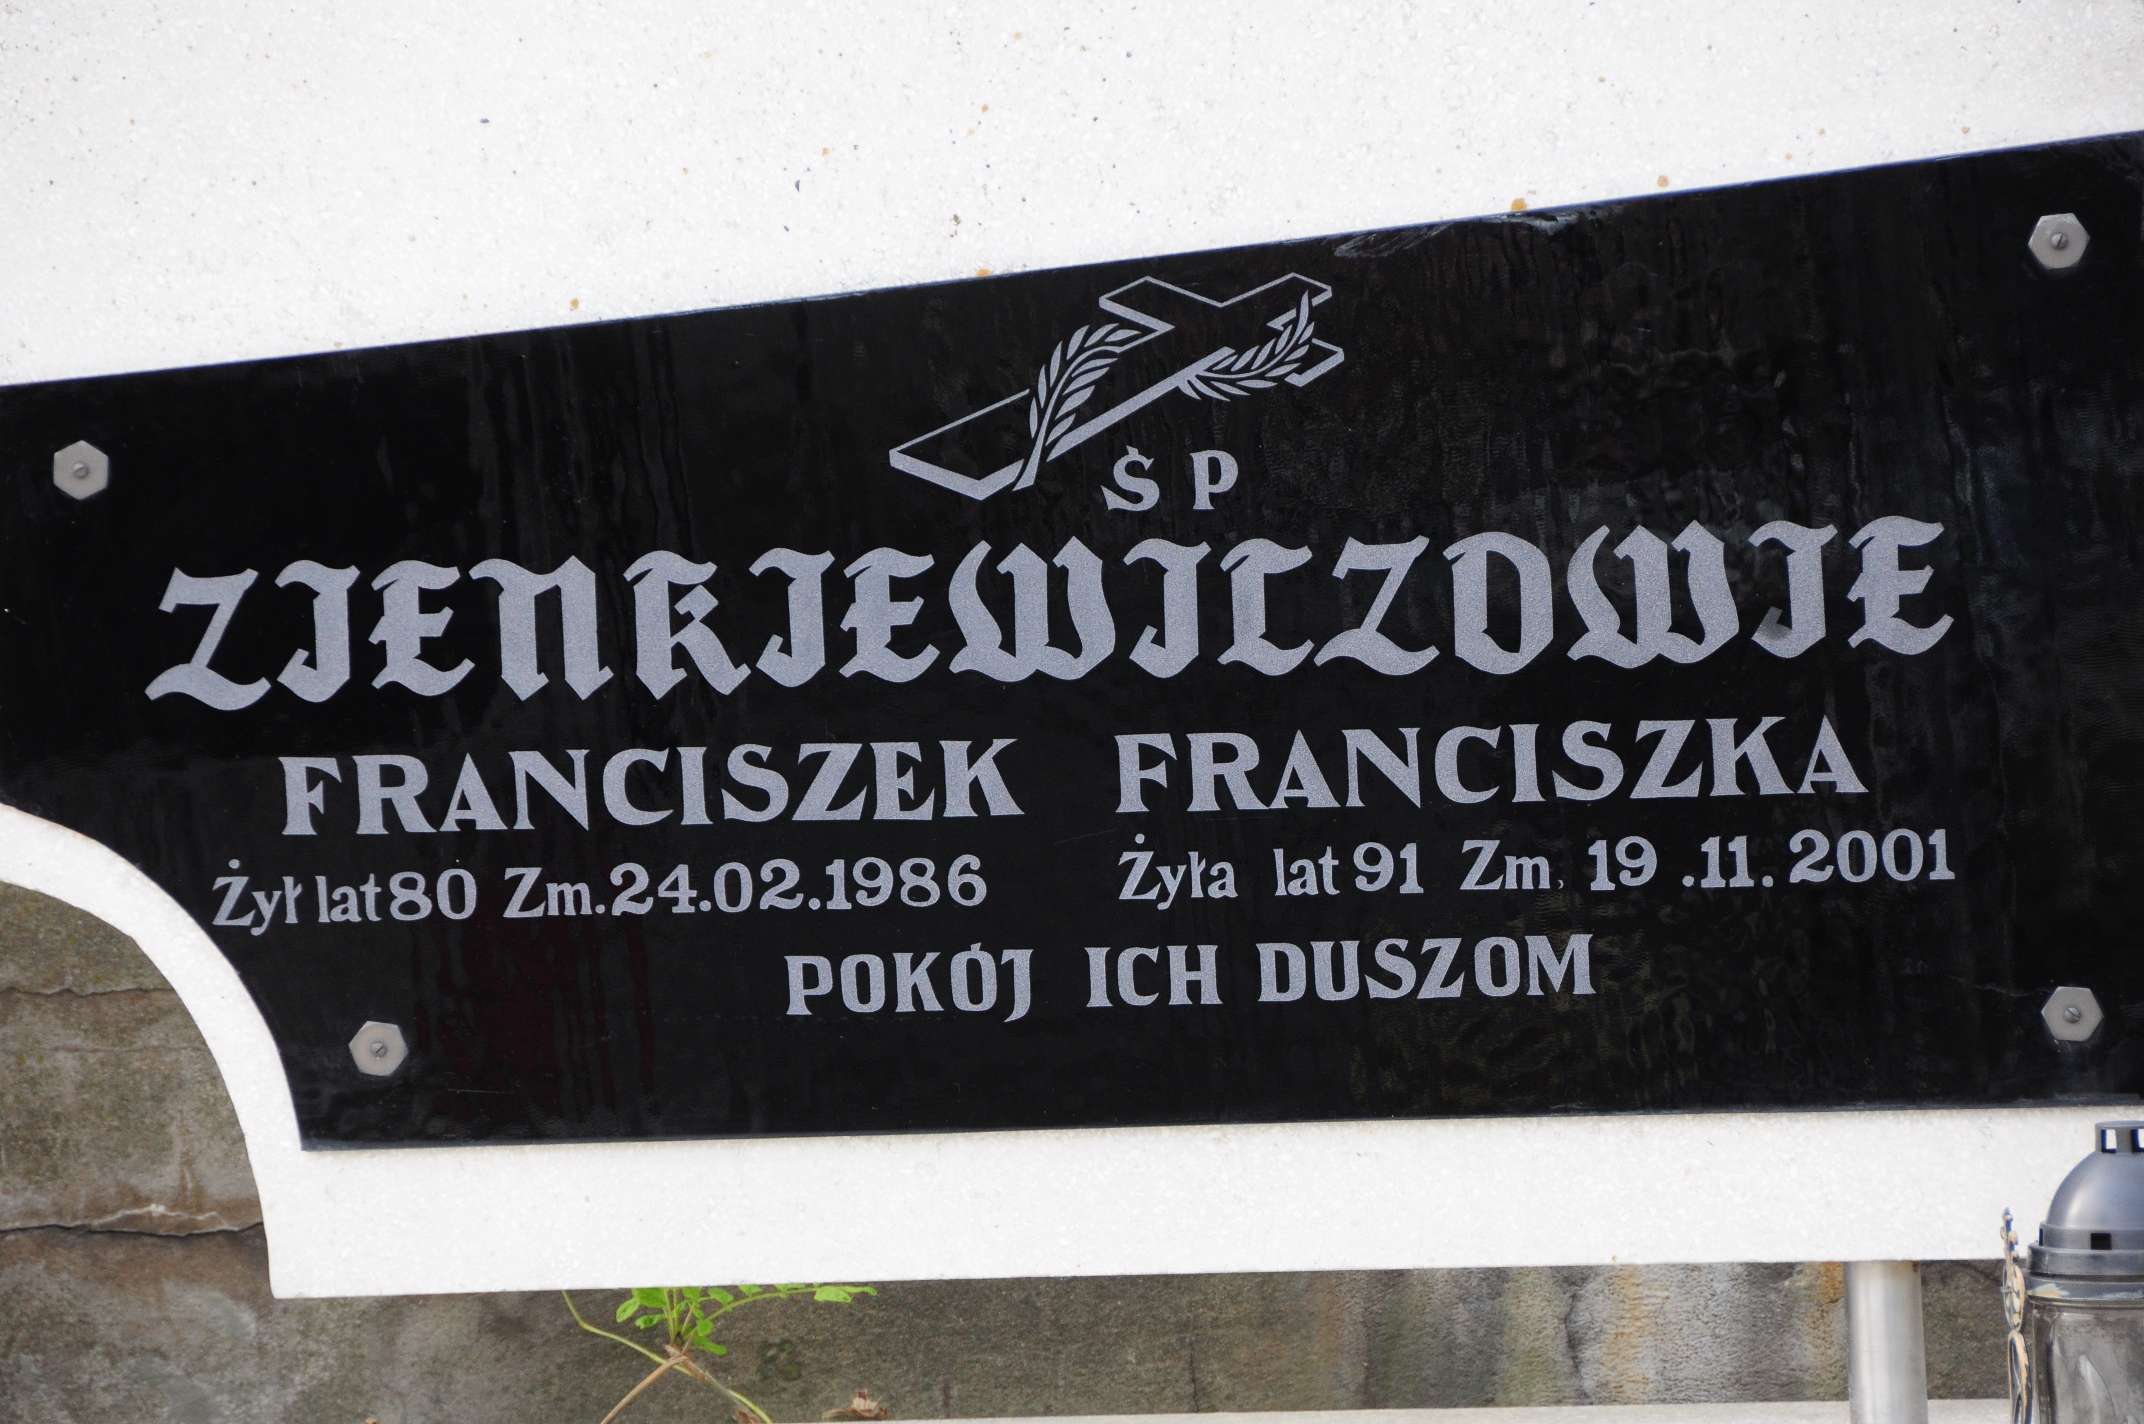 Ś P
ZIENKIEWICZOWIE
FRANCISZEK FRANCISZKA
Żył lat 80 Zm. 24.02.1986 Żyła lat 91 Zm. 19.11.2001
POKÓJ ICH DUSZOM